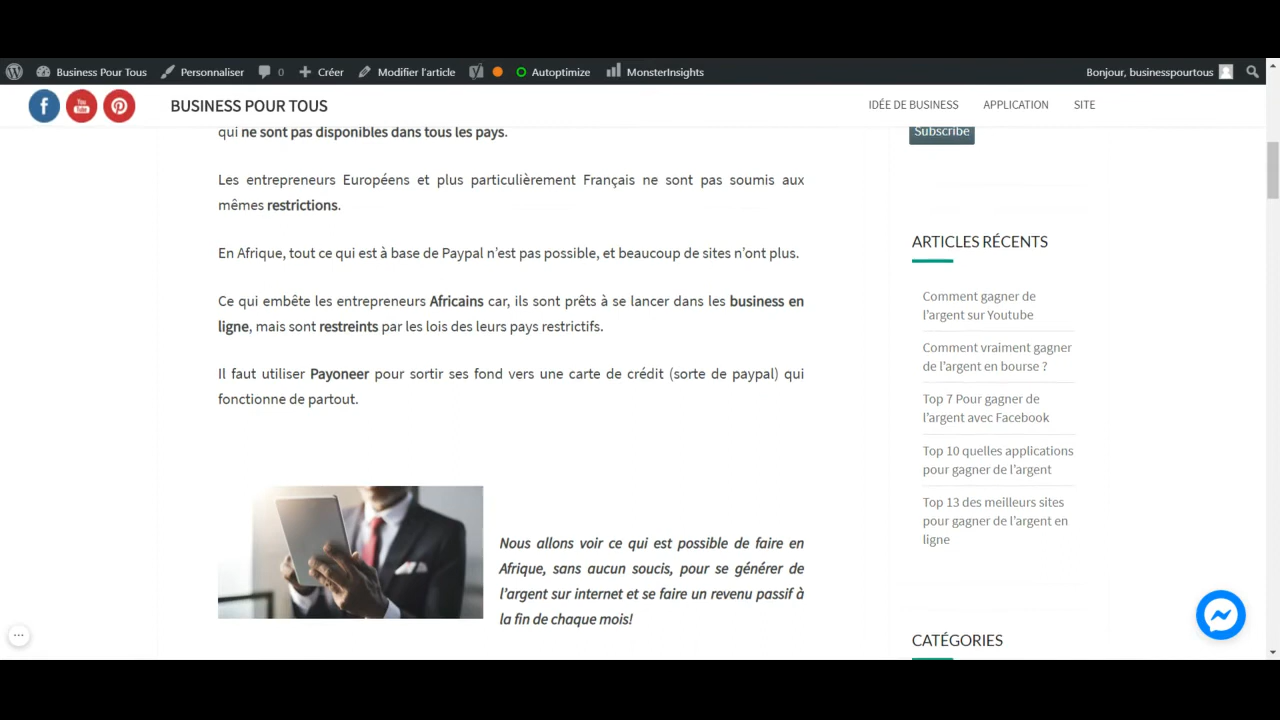 Business Pour Tous
Personnaliser
0
Créer
Modifier l'article
Autoptimize
MonsterInsights
Bonjour, businesspourtous
You Tube
BUSINESS POUR TOUS
IDÉE DE BUSINESS
APPLICATION
SITE
qui ne sont pas disponibles dans tous les pays.
Les entrepreneurs Européens et plus particulièrement Français ne sont pas soumis aux
mêmes restrictions.
En Afrique, tout ce qui est à base de Paypal n'est pas possible, et beaucoup de sites n'ont plus.
Ce qui embête les entrepreneurs Africains car, ils sont prêts à se lancer dans les business en
ligne, mais sont restreints par les lois des leurs pays restrictifs.
Il faut utiliser Payoneer pour sortir ses fond vers une carte de crédit (sorte de paypal) qui
fonctionne de partout.
Nous allons voir ce qui est possible de faire en
Afrique, sans aucun soucis, pour se générer de
l'argent sur internet et se faire un revenu passif à
la fin de chaque mois!
Subscribe
ARTICLES RÉCENTS
Comment gagner de
l'argent sur Youtube
Comment vraiment gagner
de l'argent en bourse ?
Top 7 Pour gagner de
l'argent avec Facebook
Top 10 quelles applications
pour gagner de l'argent
Top 13 des meilleurs sites
pour gagner de l'argent en
ligne
CATÉGORIES